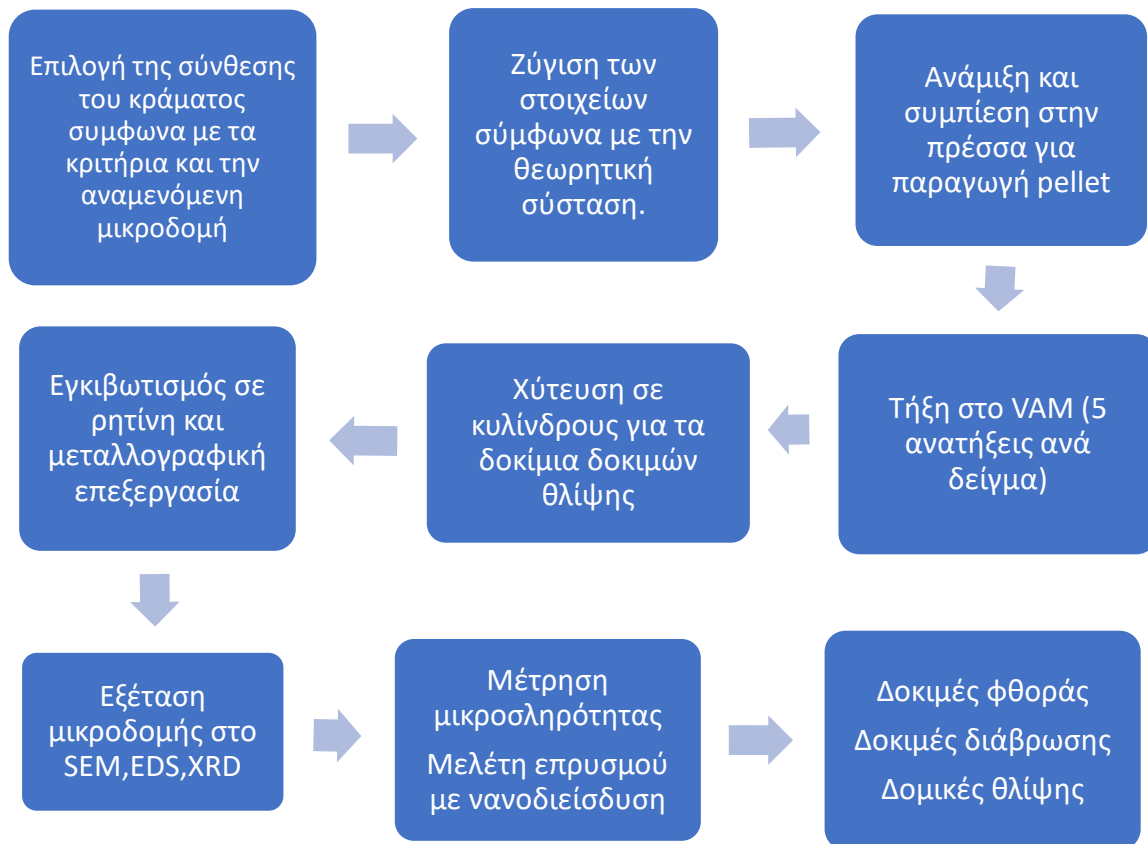 Επιλογή της σύνθεσης
του κράματος
συμφωνα με τα
κριτήρια και την
αναμενόμενη
μικροδομή
Ζύγιση των
στοιχείων
σύμφωνα με την
θεωρητική
σύσταση.
Ανάμιξη και
συμπίεση στην
πρέσσα για
παραγωγή pellet
Τήξη στο VAM (5
ανατήξεις ανά
δείγμα)
Χύτευση σε
κυλίνδρους για τα
δοκίμια δοκιμών
θλίψης
Εγκιβωτισμός σε
ρητίνη και
μεταλλογραφική
επεξεργασία
Εξέταση
μικροδομής στο
SEM,EDS,XRD
Μέτρηση
μικροσληρότητας
Μελέτη επρυσμού
με νανοδιείσδυση
Δοκιμές φθοράς
Δοκιμές διάβρωσης
Δομικές θλίψης